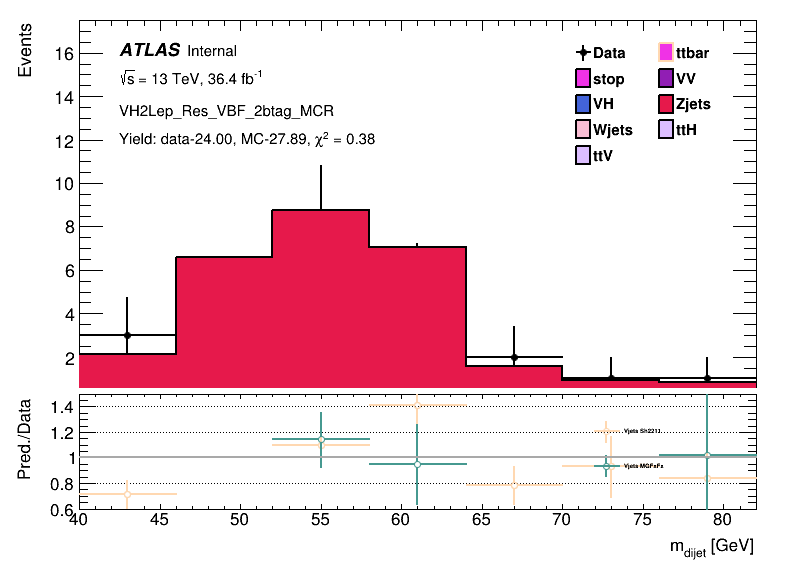 Events
ATLAS Internal
√s = 13 TeV, 36.4 fb⁻¹
VH2Lep_Res_VBF_2btag_MCR
Yield: data-24.00, MC-27.89, χ² = 0.38
Data
ttbar
stop
VV
VH
Zjets
Wjets
ttH
ttV
16
14
12
10
8
6
4
2
Pred./Data
1.4
1.2
1
0.8
0.6
Vjets Sh2211
Vjets MGFxFx
40 45 50 55 60 65 70 75 80
m_dijet [GeV]